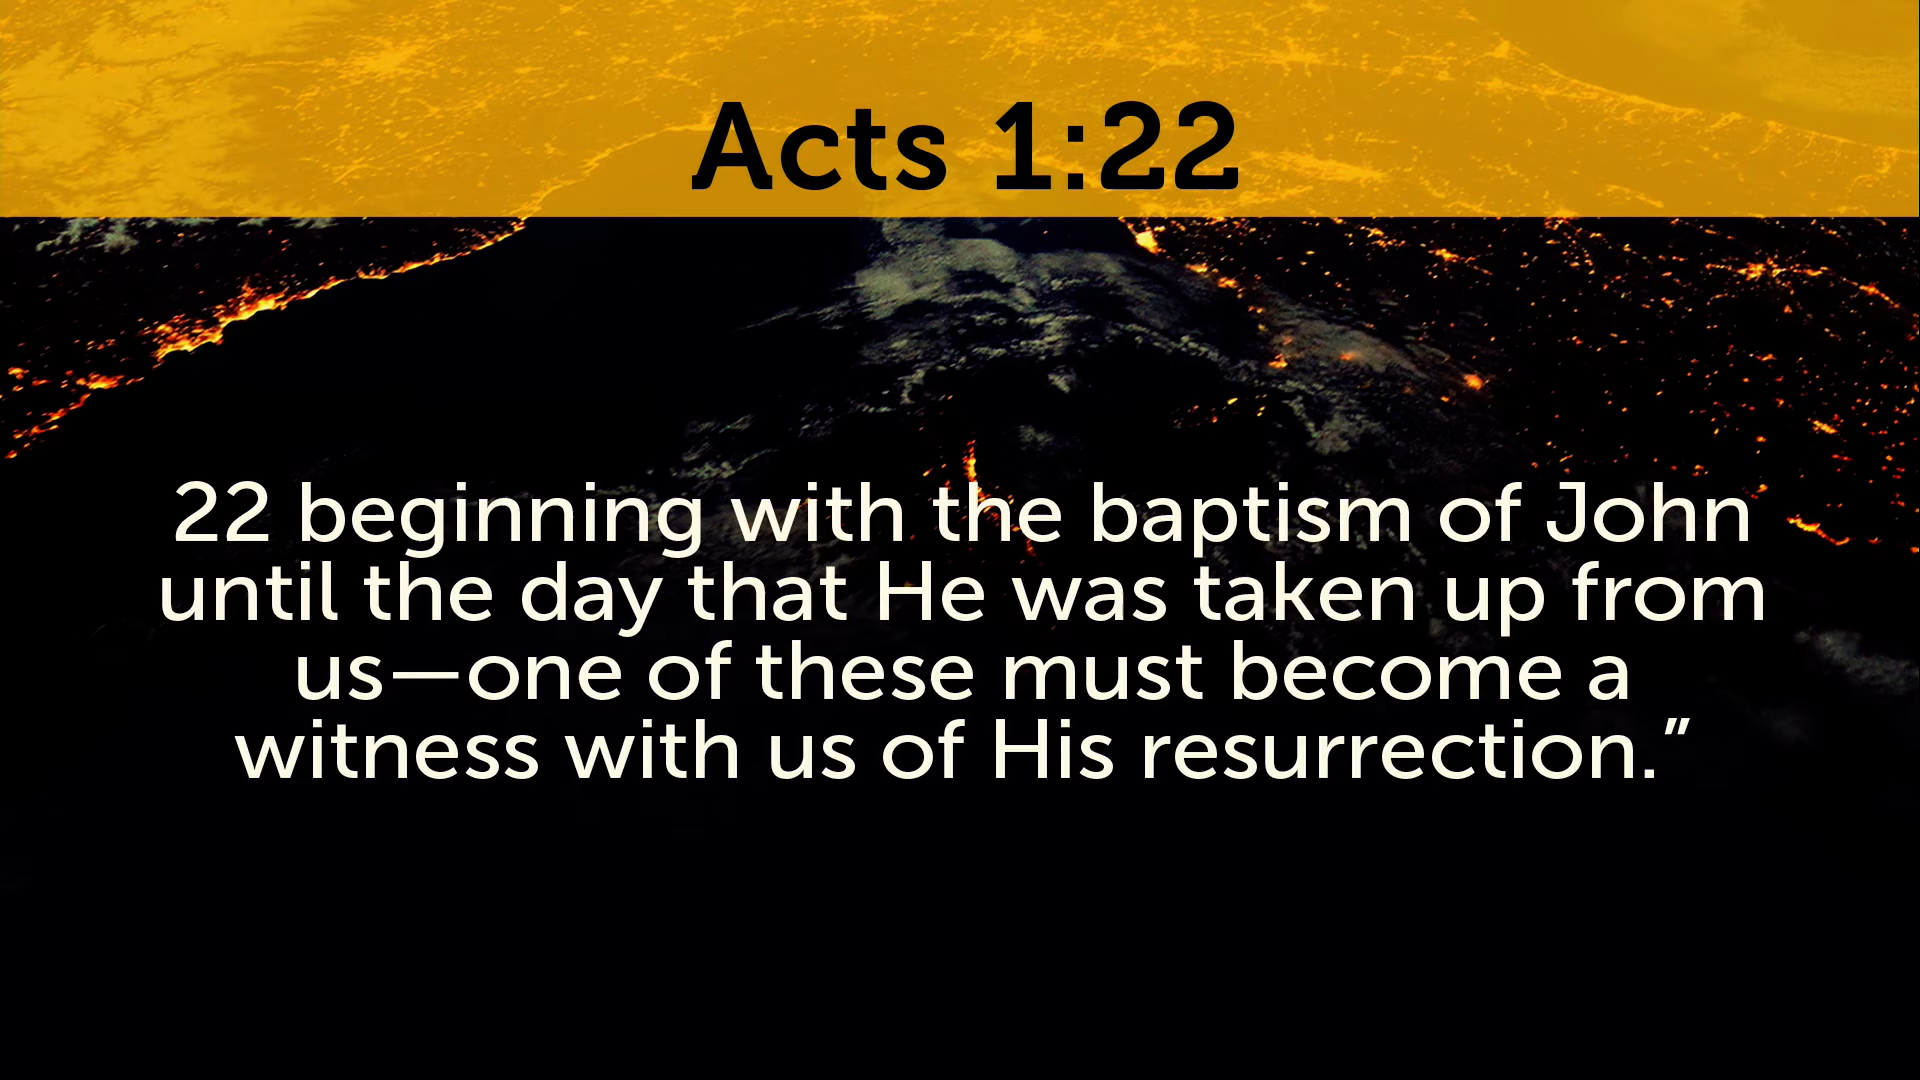 Acts 1:22
22 beginning with the baptism of John
until the day that He was taken up from
us—one of these must become a
witness with us of His resurrection.”